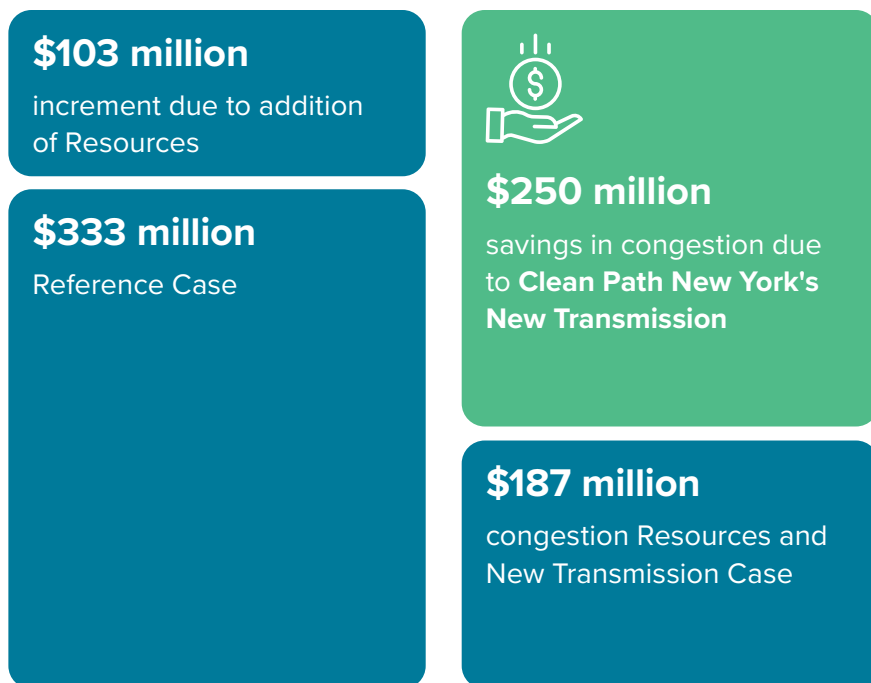 $103 million
increment due to addition
of Resources
$333 million
Reference Case
$
$250 million
savings in congestion due
to Clean Path New York's
New Transmission
$187 million
congestion Resources and
New Transmission Case